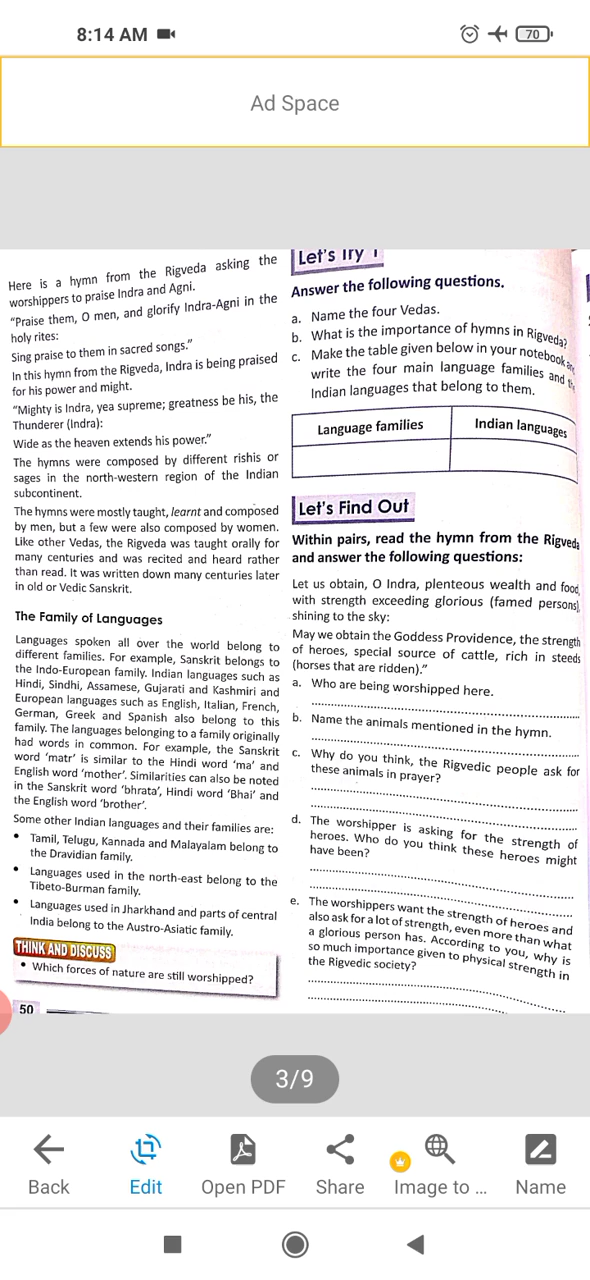 8:14 AM
70
Ad Space
Here is a hymn from the Rigveda asking the
worshippers to praise Indra and Agni.
"Praise them, O men, and glorify Indra-Agni in the
holy rites:
Sing praise to them in sacred songs."
In this hymn from the Rigveda, Indra is being praised
for his power and might.
"Mighty is Indra, yea supreme; greatness be his, the
Thunderer (Indra):
Wide as the heaven extends his power."
The hymns were composed by different rishis or
sages in the north-western region of the Indian
subcontinent.
The hymns were mostly taught, learnt and composed
by men, but a few were also composed by women.
Like other Vedas, the Rigveda was taught orally for
many centuries and was recited and heard rather
than read. It was written down many centuries later
in old or Vedic Sanskrit.
The Family of Languages
Languages spoken all over the world belong to
different families. For example, Sanskrit belongs to
the Indo-European family. Indian languages such as
Hindi, Sindhi, Assamese, Gujarati and Kashmiri and
European languages such as English, Italian, French,
German, Greek and Spanish also belong to this
family. The languages belonging to a family originally
had words in common. For example, the Sanskrit
word 'matr' is similar to the Hindi word 'ma' and
English word 'mother'. Similarities can also be noted
in the Sanskrit word 'bhrata', Hindi word 'Bhai' and
the English word 'brother'.
Some other Indian languages and their families are:
• Tamil, Telugu, Kannada and Malayalam belong to
the Dravidian family.
• Languages used in the north-east belong to the
Tibeto-Burman family.
• Languages used in Jharkhand and parts of central
India belong to the Austro-Asiatic family.
THINK AND DISCUSS
• Which forces of nature are still worshipped?
50
Let's Try 1
Answer the following questions.
a. Name the four Vedas.
b. What is the importance of hymns in Rigveda?
c. Make the table given below in your notebook
write the four main language families and
Indian languages that belong to them.
Language families Indian languages
Let's Find Out
Within pairs, read the hymn from the Rigveda
and answer the following questions:
Let us obtain, O Indra, plenteous wealth and food,
with strength exceeding glorious (famed persons),
shining to the sky:
May we obtain the Goddess Providence, the strength
of heroes, special source of cattle, rich in steeds
(horses that are ridden)."
a. Who are being worshipped here.
b. Name the animals mentioned in the hymn.
c. Why do you think, the Rigvedic people ask for
these animals in prayer?
d. The worshipper is asking for the strength of
heroes. Who do you think these heroes might
have been?
e. The worshippers want the strength of heroes and
also ask for a lot of strength, even more than what
a glorious person has. According to you, why is
so much importance given to physical strength in
the Rigvedic society?
3/9
Back
Edit
Open PDF
Share
Image to ...
Name